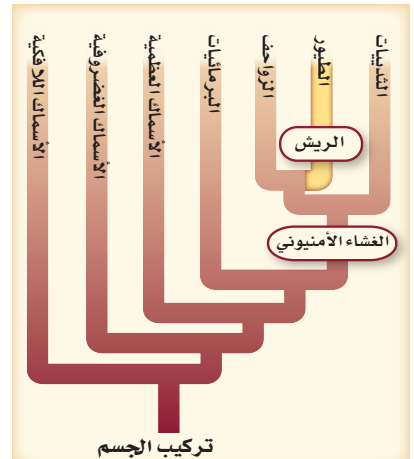 الثدييات
الطيور
الزواحف
البرمائيات
الأسماك العظمية
الأسماك الغضروفية
الأسماك اللافكية
الريش
الغشاء الأمنيوني
تركيب الجسم